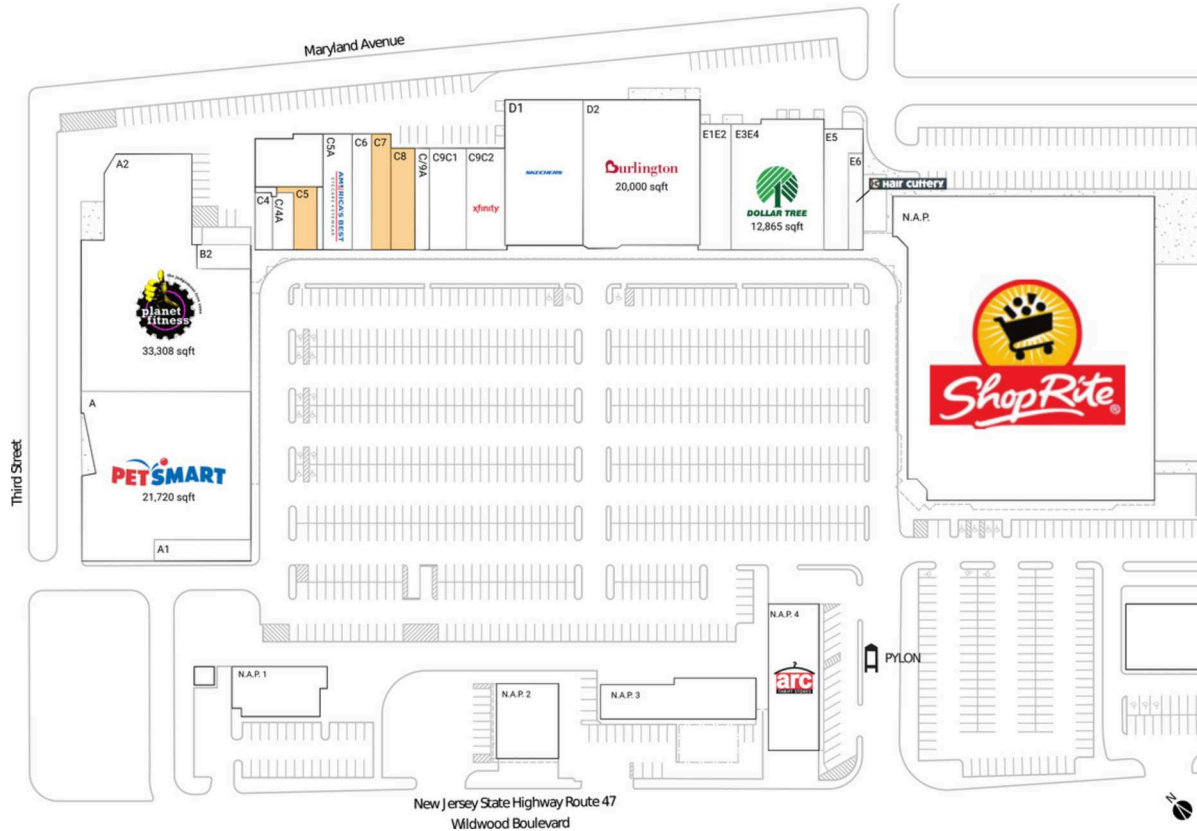 Maryland Avenue
Third Street
A2
B2
planet
fitness
33,308 sqft
A
PETSMART
21,720 sqft
A1
C4
C/4A
C5
C5A
AMERICA'S BEST
C6
C7
C8
C/9A
C9C1
C9C2
xfinity
D1
SKECHERS
D2
Burlington
20,000 sqft
E1E2
E3E4
DOLLAR TREE
12,865 sqft
E5
E6
Hair Cuttery
N.A.P.
ShopRite
N.A.P. 1
N.A.P. 2
N.A.P. 3
N.A.P. 4
arc
PYLON
New Jersey State Highway Route 47
Wildwood Boulevard
N